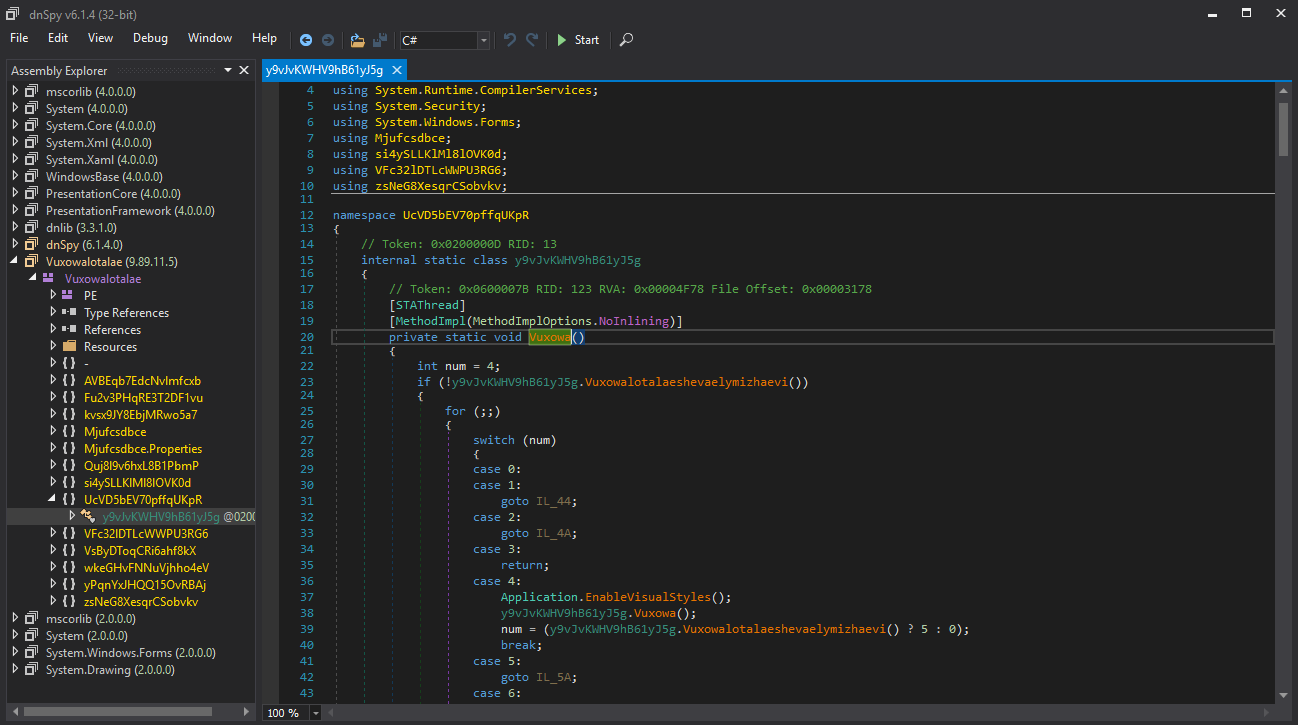 dnSpy v6.1.4 (32-bit)
File Edit View Debug Window Help C# Start
Assembly Explorer
mscorlib (4.0.0.0)
System (4.0.0.0)
System.Core (4.0.0.0)
System.Xml (4.0.0.0)
System.Xaml (4.0.0.0)
WindowsBase (4.0.0.0)
PresentationCore (4.0.0.0)
PresentationFramework (4.0.0.0)
dnlib (3.3.1.0)
dnSpy (6.1.4.0)
Vuxowalotalae (9.89.11.5)
Vuxowalotalae
PE
Type References
References
Resources
{ } -
{ } AVBEqb7EdcNvImfcxb
{ } Fu2v3PHqRE3T2DF1vu
{ } kvsx9JY8EbjMRwo5a7
{ } Mjufcsdbce
{ } Mjufcsdbce.Properties
{ } Quj8I9v6hxL8B1PbmP
{ } si4ySLLKlMl8lOVK0d
{ } UcVD5bEV70pffqUKpR
y9vJvKWHV9hB61yJ5g @0200
{ } VFc32lDTLcWWPU3RG6
{ } VsByDToqCRi6ahf8kX
{ } wkeGHvFNNuVjhho4eV
{ } yPqnYxJHQQ15OvRBAj
{ } zsNeG8XesqrCSobvkv
mscorlib (2.0.0.0)
System (2.0.0.0)
System.Windows.Forms (2.0.0.0)
System.Drawing (2.0.0.0)
y9vJvKWHV9hB61yJ5g
4 using System.Runtime.CompilerServices;
5 using System.Security;
6 using System.Windows.Forms;
7 using Mjufcsdbce;
8 using si4ySLLKlMl8lOVK0d;
9 using VFc32lDTLcWWPU3RG6;
10 using zsNeG8XesqrCSobvkv;
11
12 namespace UcVD5bEV70pffqUKpR
13 {
14 // Token: 0x0200000D RID: 13
15 internal static class y9vJvKWHV9hB61yJ5g
16 {
17 // Token: 0x0600007B RID: 123 RVA: 0x00004F78 File Offset: 0x00003178
18 [STAThread]
19 [MethodImpl(MethodImplOptions.NoInlining)]
20 private static void Vuxowa()
21 {
22 int num = 4;
23 if (!y9vJvKWHV9hB61yJ5g.Vuxowalotalaeshevaelymizhaevi())
24 {
25 for (;;)
26 {
27 switch (num)
28 {
29 case 0:
30 case 1:
31 goto IL_44;
32 case 2:
33 goto IL_4A;
34 case 3:
35 return;
36 case 4:
37 Application.EnableVisualStyles();
38 y9vJvKWHV9hB61yJ5g.Vuxowa();
39 num = (y9vJvKWHV9hB61yJ5g.Vuxowalotalaeshevaelymizhaevi() ? 5 : 0);
40 break;
41 case 5:
42 goto IL_5A;
43 case 6:
100 %